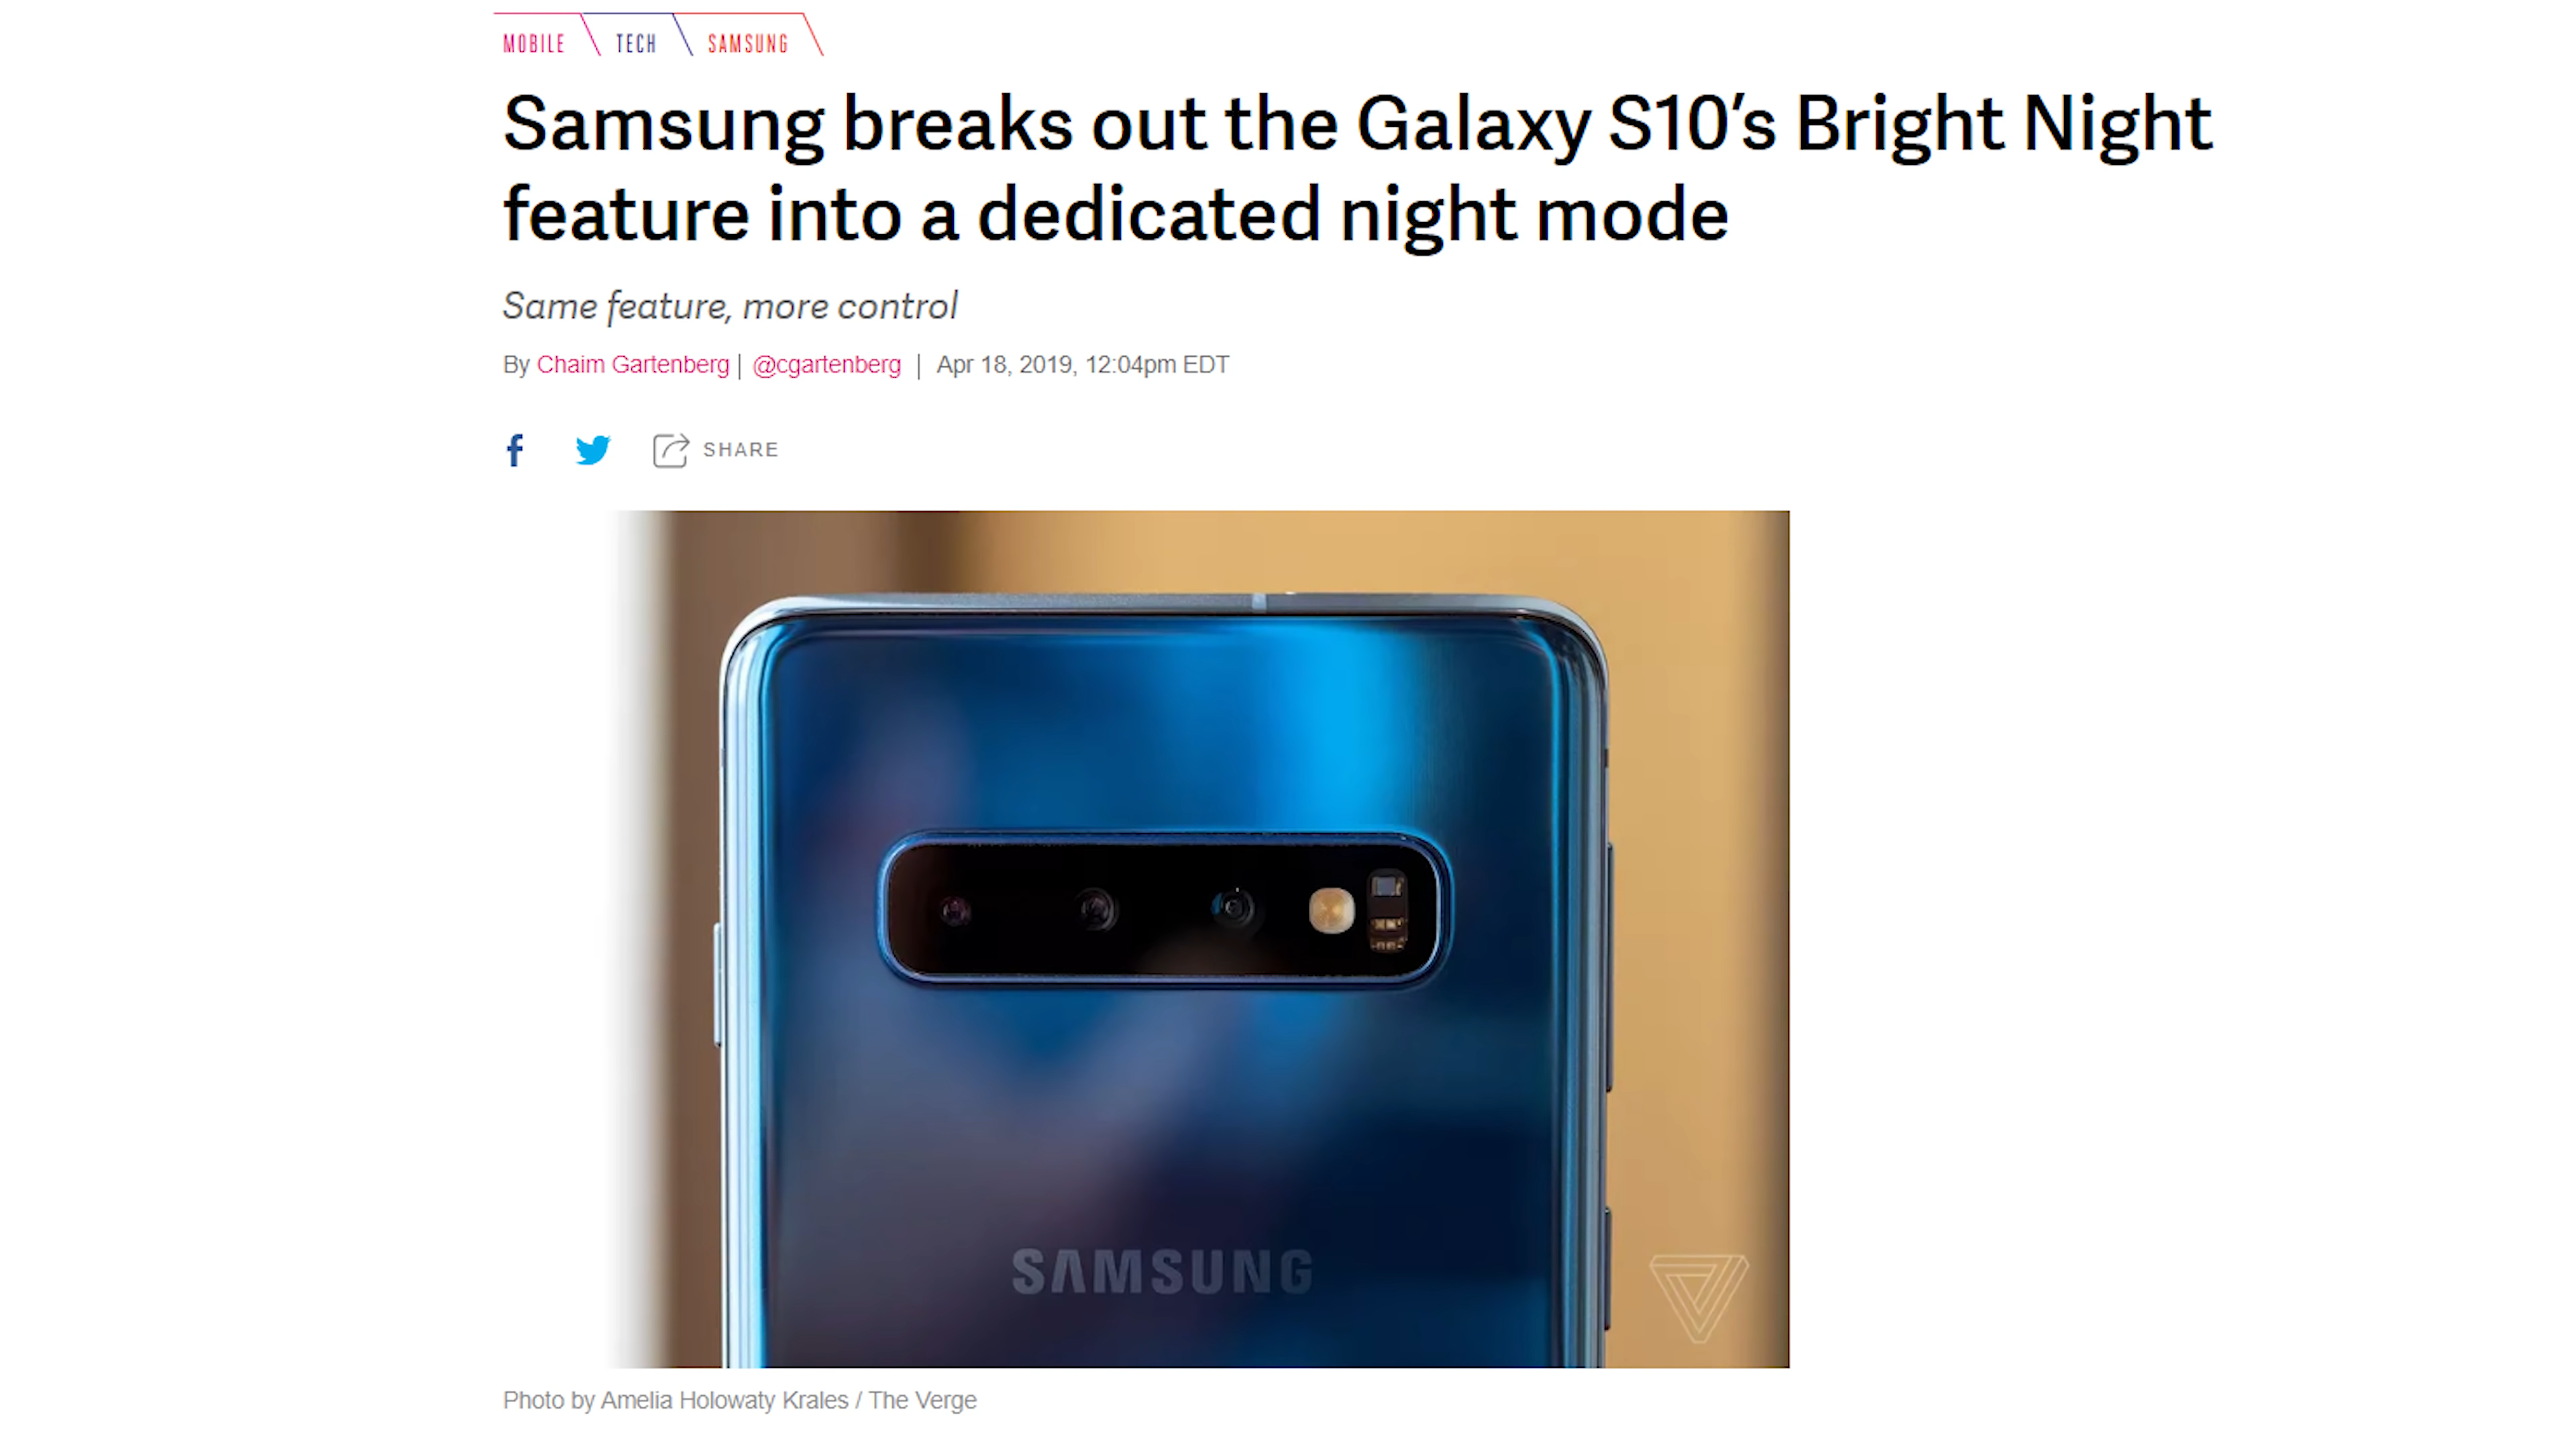 MOBILE TECH SAMSUNG
Samsung breaks out the Galaxy S10’s Bright Night
feature into a dedicated night mode
Same feature, more control
By Chaim Gartenberg | @cgartenberg | Apr 18, 2019, 12:04pm EDT
f SHARE
SAMSUNG
Photo by Amelia Holowaty Krales / The Verge